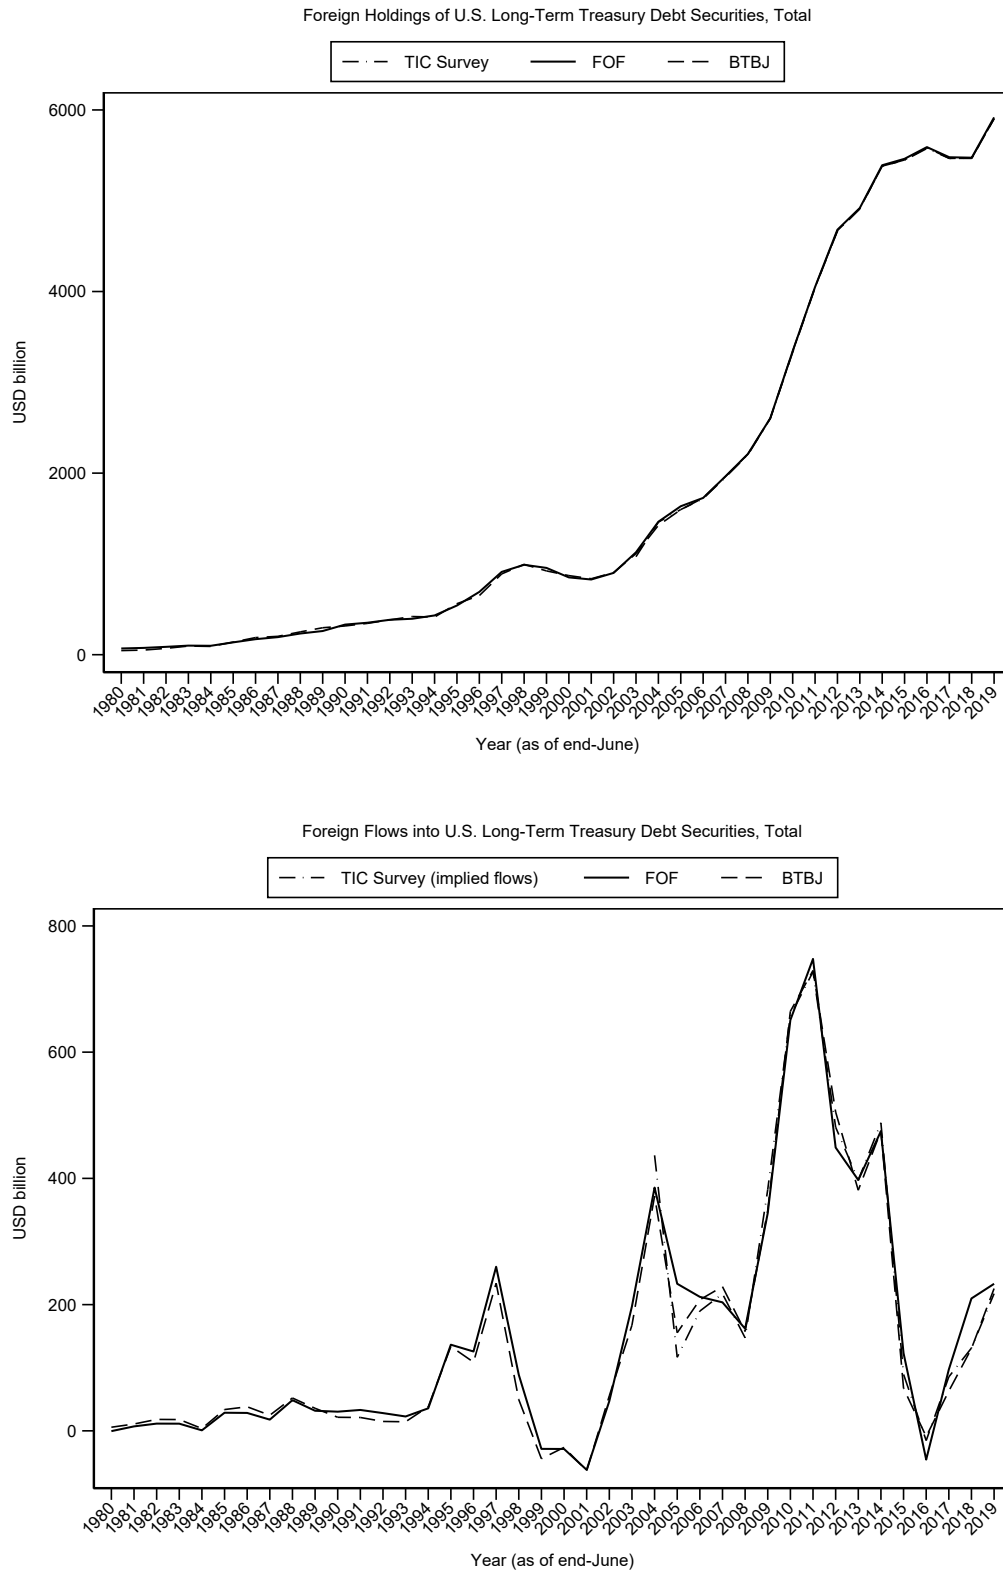 Foreign Holdings of U.S. Long-Term Treasury Debt Securities, Total
TIC Survey FOF BTBJ
6000
4000
2000
0
USD billion
1980 1981 1982 1983 1984 1985 1986 1987 1988 1989 1990 1991 1992 1993 1994 1995 1996 1997 1998 1999 2000 2001 2002 2003 2004 2005 2006 2007 2008 2009 2010 2011 2012 2013 2014 2015 2016 2017 2018 2019
Year (as of end-June)
Foreign Flows into U.S. Long-Term Treasury Debt Securities, Total
TIC Survey (implied flows) FOF BTBJ
800
600
400
200
0
USD billion
1980 1981 1982 1983 1984 1985 1986 1987 1988 1989 1990 1991 1992 1993 1994 1995 1996 1997 1998 1999 2000 2001 2002 2003 2004 2005 2006 2007 2008 2009 2010 2011 2012 2013 2014 2015 2016 2017 2018 2019
Year (as of end-June)